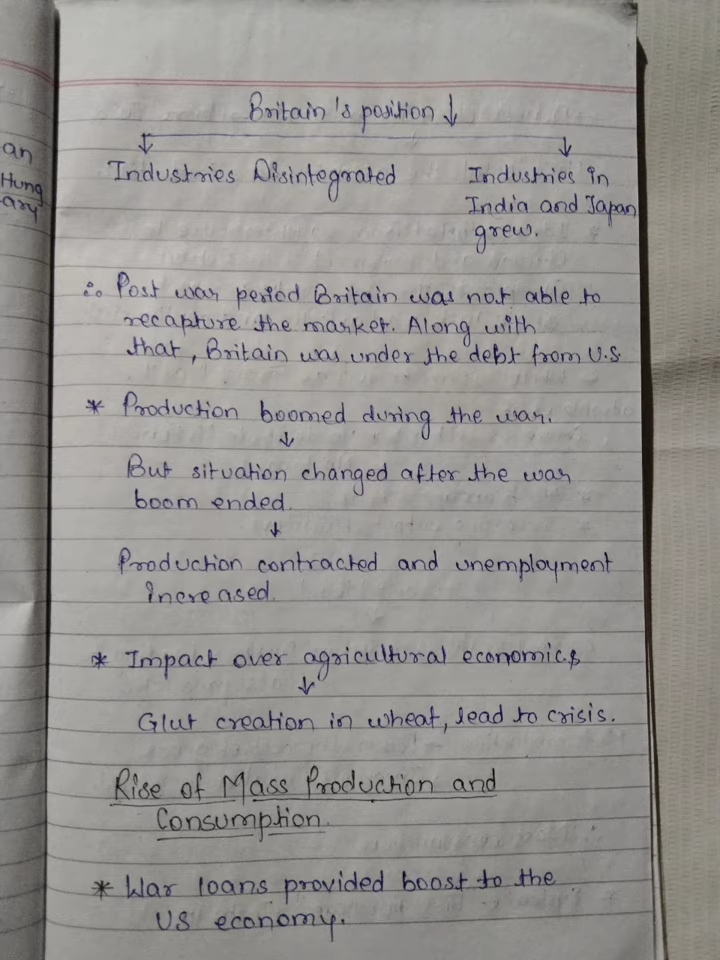 an
Hung
ary
Britain's position ↓
Industries Disintegrated
Industries in
India and Japan
grew.
∴ Post war period Britain was not able to
recapture the market. Along with
that, Britain was under the debt from U.S.
* Production boomed during the war.
↓
But situation changed after the war
boom ended.
↓
Production contracted and unemployment
increased.
* Impact over agricultural economics
↓
Glut creation in wheat, lead to crisis.
Rise of Mass Production and
Consumption.
* War loans provided boost to the
US economy.